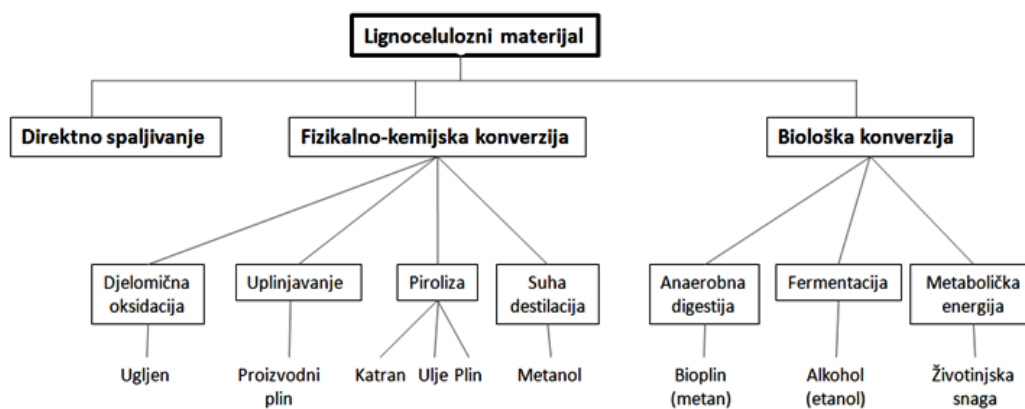 Lignocelulozni materijal
Direktno spaljivanje
Fizikalno-kemijska konverzija
Biološka konverzija
Djelomična
oksidacija
Uplinjavanje
Piroliza
Suha
destilacija
Anaerobna
digestija
Fermentacija
Metabolička
energija
Ugljen
Proizvodni
plin
Katran
Ulje
Plin
Metanol
Bioplin
(metan)
Alkohol
(etanol)
Životinjska
snaga